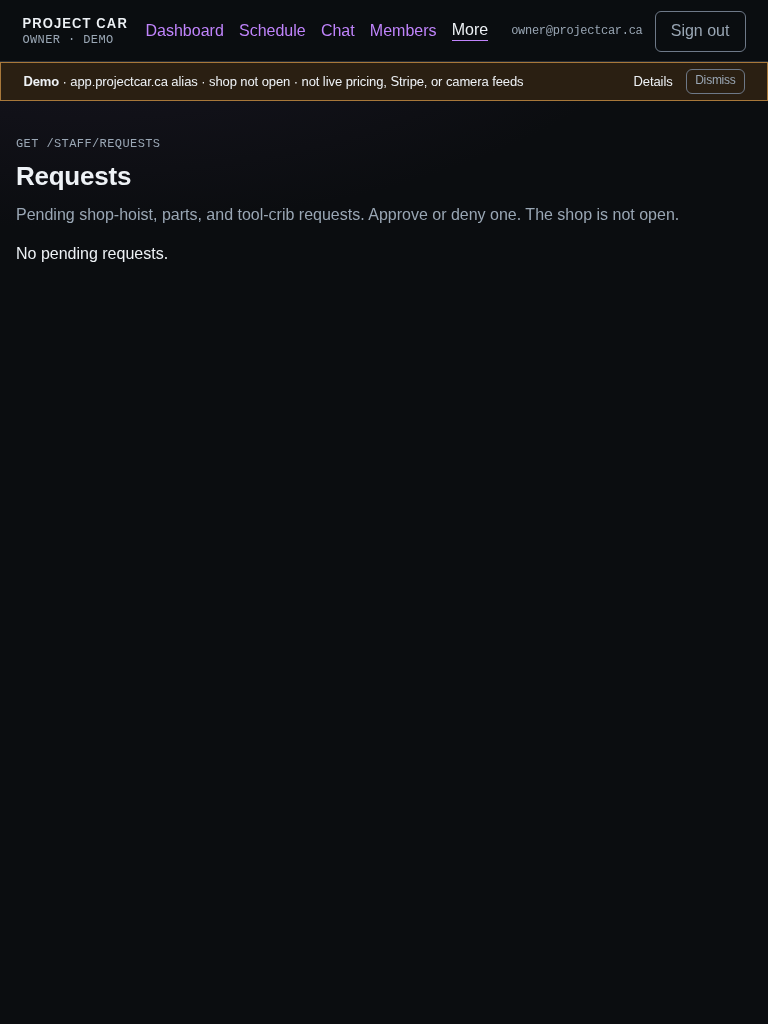 PROJECT CAR
OWNER · DEMO
Dashboard Schedule Chat Members More owner@projectcar.ca Sign out
Demo · app.projectcar.ca alias · shop not open · not live pricing, Stripe, or camera feeds Details Dismiss
GET /STAFF/REQUESTS
Requests
Pending shop-hoist, parts, and tool-crib requests. Approve or deny one. The shop is not open.
No pending requests.